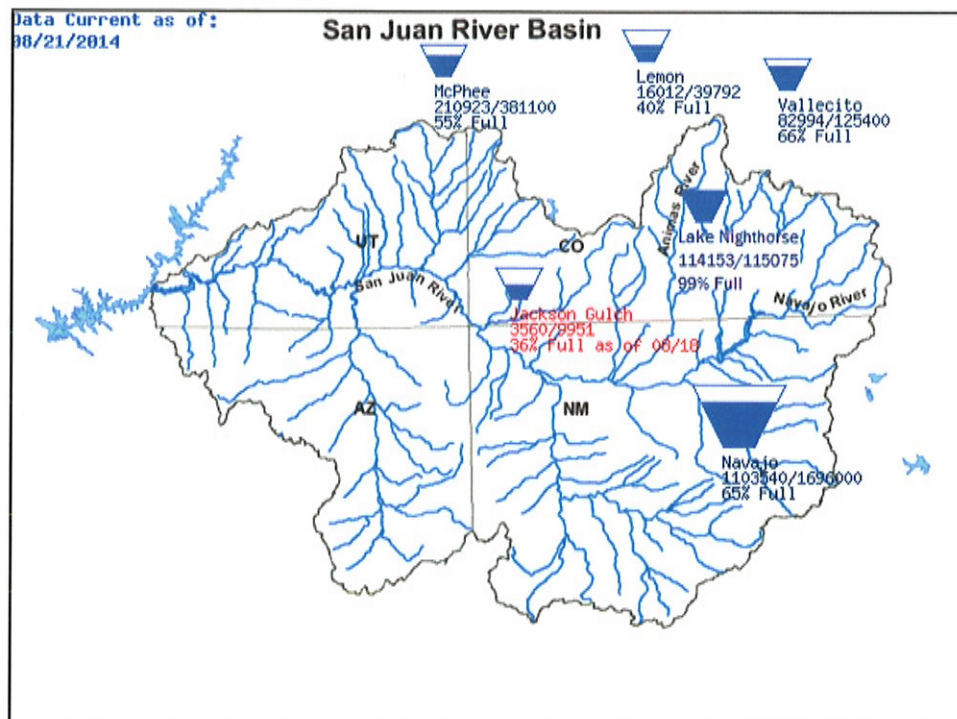 Data Current as of:
08/21/2014
San Juan River Basin
McPhee
210923/381100
55% Full
Lemon
16012/39792
40% Full
Vallecito
82994/125400
66% Full
Animas River
Lake Nighthorse
114153/115075
99% Full
UT
CO
San Juan River
Navajo River
Jackson Gulch
3560/9951
36% Full as of 08/18
AZ
NM
Navajo
1103540/1696000
65% Full